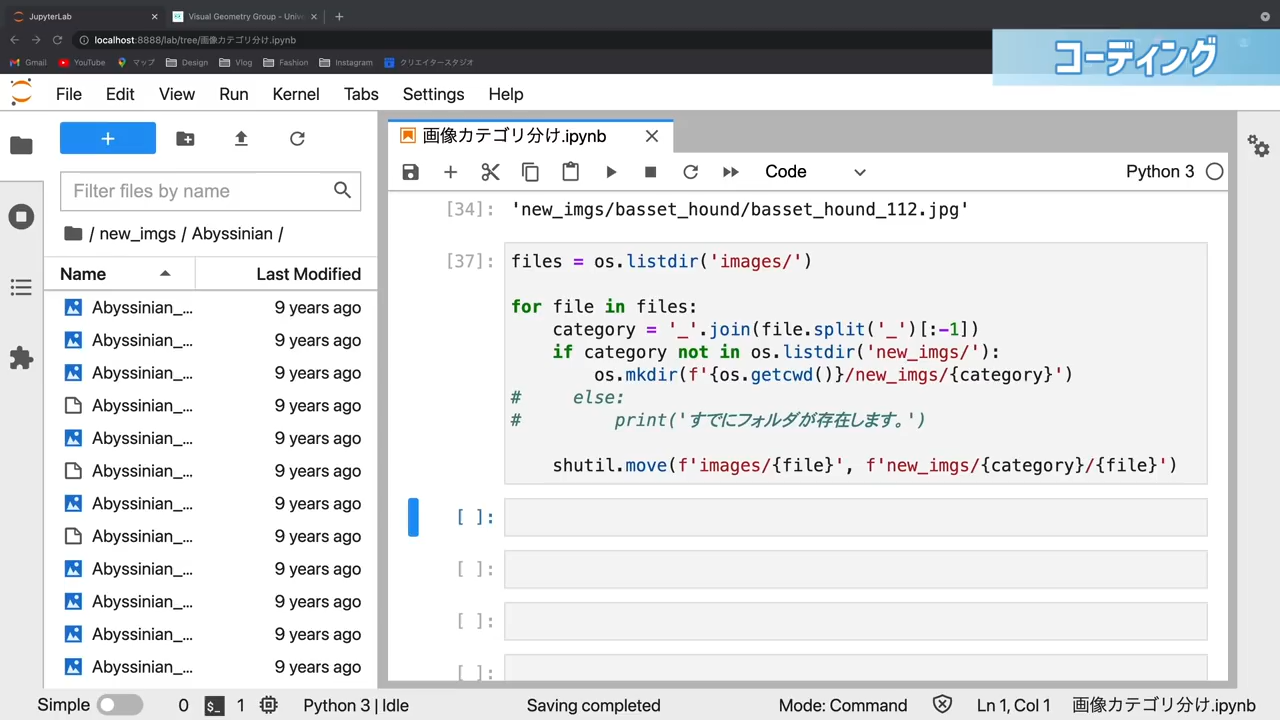 JupyterLab
Visual Geometry Group - Unive
localhost:8888/lab/tree/画像カテゴリ分け.ipynb
Gmail
YouTube
マップ
Design
Vlog
Fashion
Instagram
クリエイタースタジオ
コーディング
File Edit View Run Kernel Tabs Settings Help
画像カテゴリ分け.ipynb
Code
Python 3
Filter files by name
/ new_imgs / Abyssinian /
Name Last Modified
Abyssinian_... 9 years ago
Abyssinian_... 9 years ago
Abyssinian_... 9 years ago
Abyssinian_... 9 years ago
Abyssinian_... 9 years ago
Abyssinian_... 9 years ago
Abyssinian_... 9 years ago
Abyssinian_... 9 years ago
Abyssinian_... 9 years ago
Abyssinian_... 9 years ago
Abyssinian_... 9 years ago
Abyssinian_... 9 years ago
[34]: 'new_imgs/basset_hound/basset_hound_112.jpg'
[37]: files = os.listdir('images/')
for file in files:
    category = '_'.join(file.split('_')[:-1])
    if category not in os.listdir('new_imgs/'):
        os.mkdir(f'{os.getcwd()}/new_imgs/{category}')
#     else:
#         print('すでにフォルダが存在します。')
    shutil.move(f'images/{file}', f'new_imgs/{category}/{file}')
[ ]:
[ ]:
[ ]:
[ ]:
Simple 0 $_ 1 Python 3 | Idle Saving completed Mode: Command Ln 1, Col 1 画像カテゴリ分け.ipynb